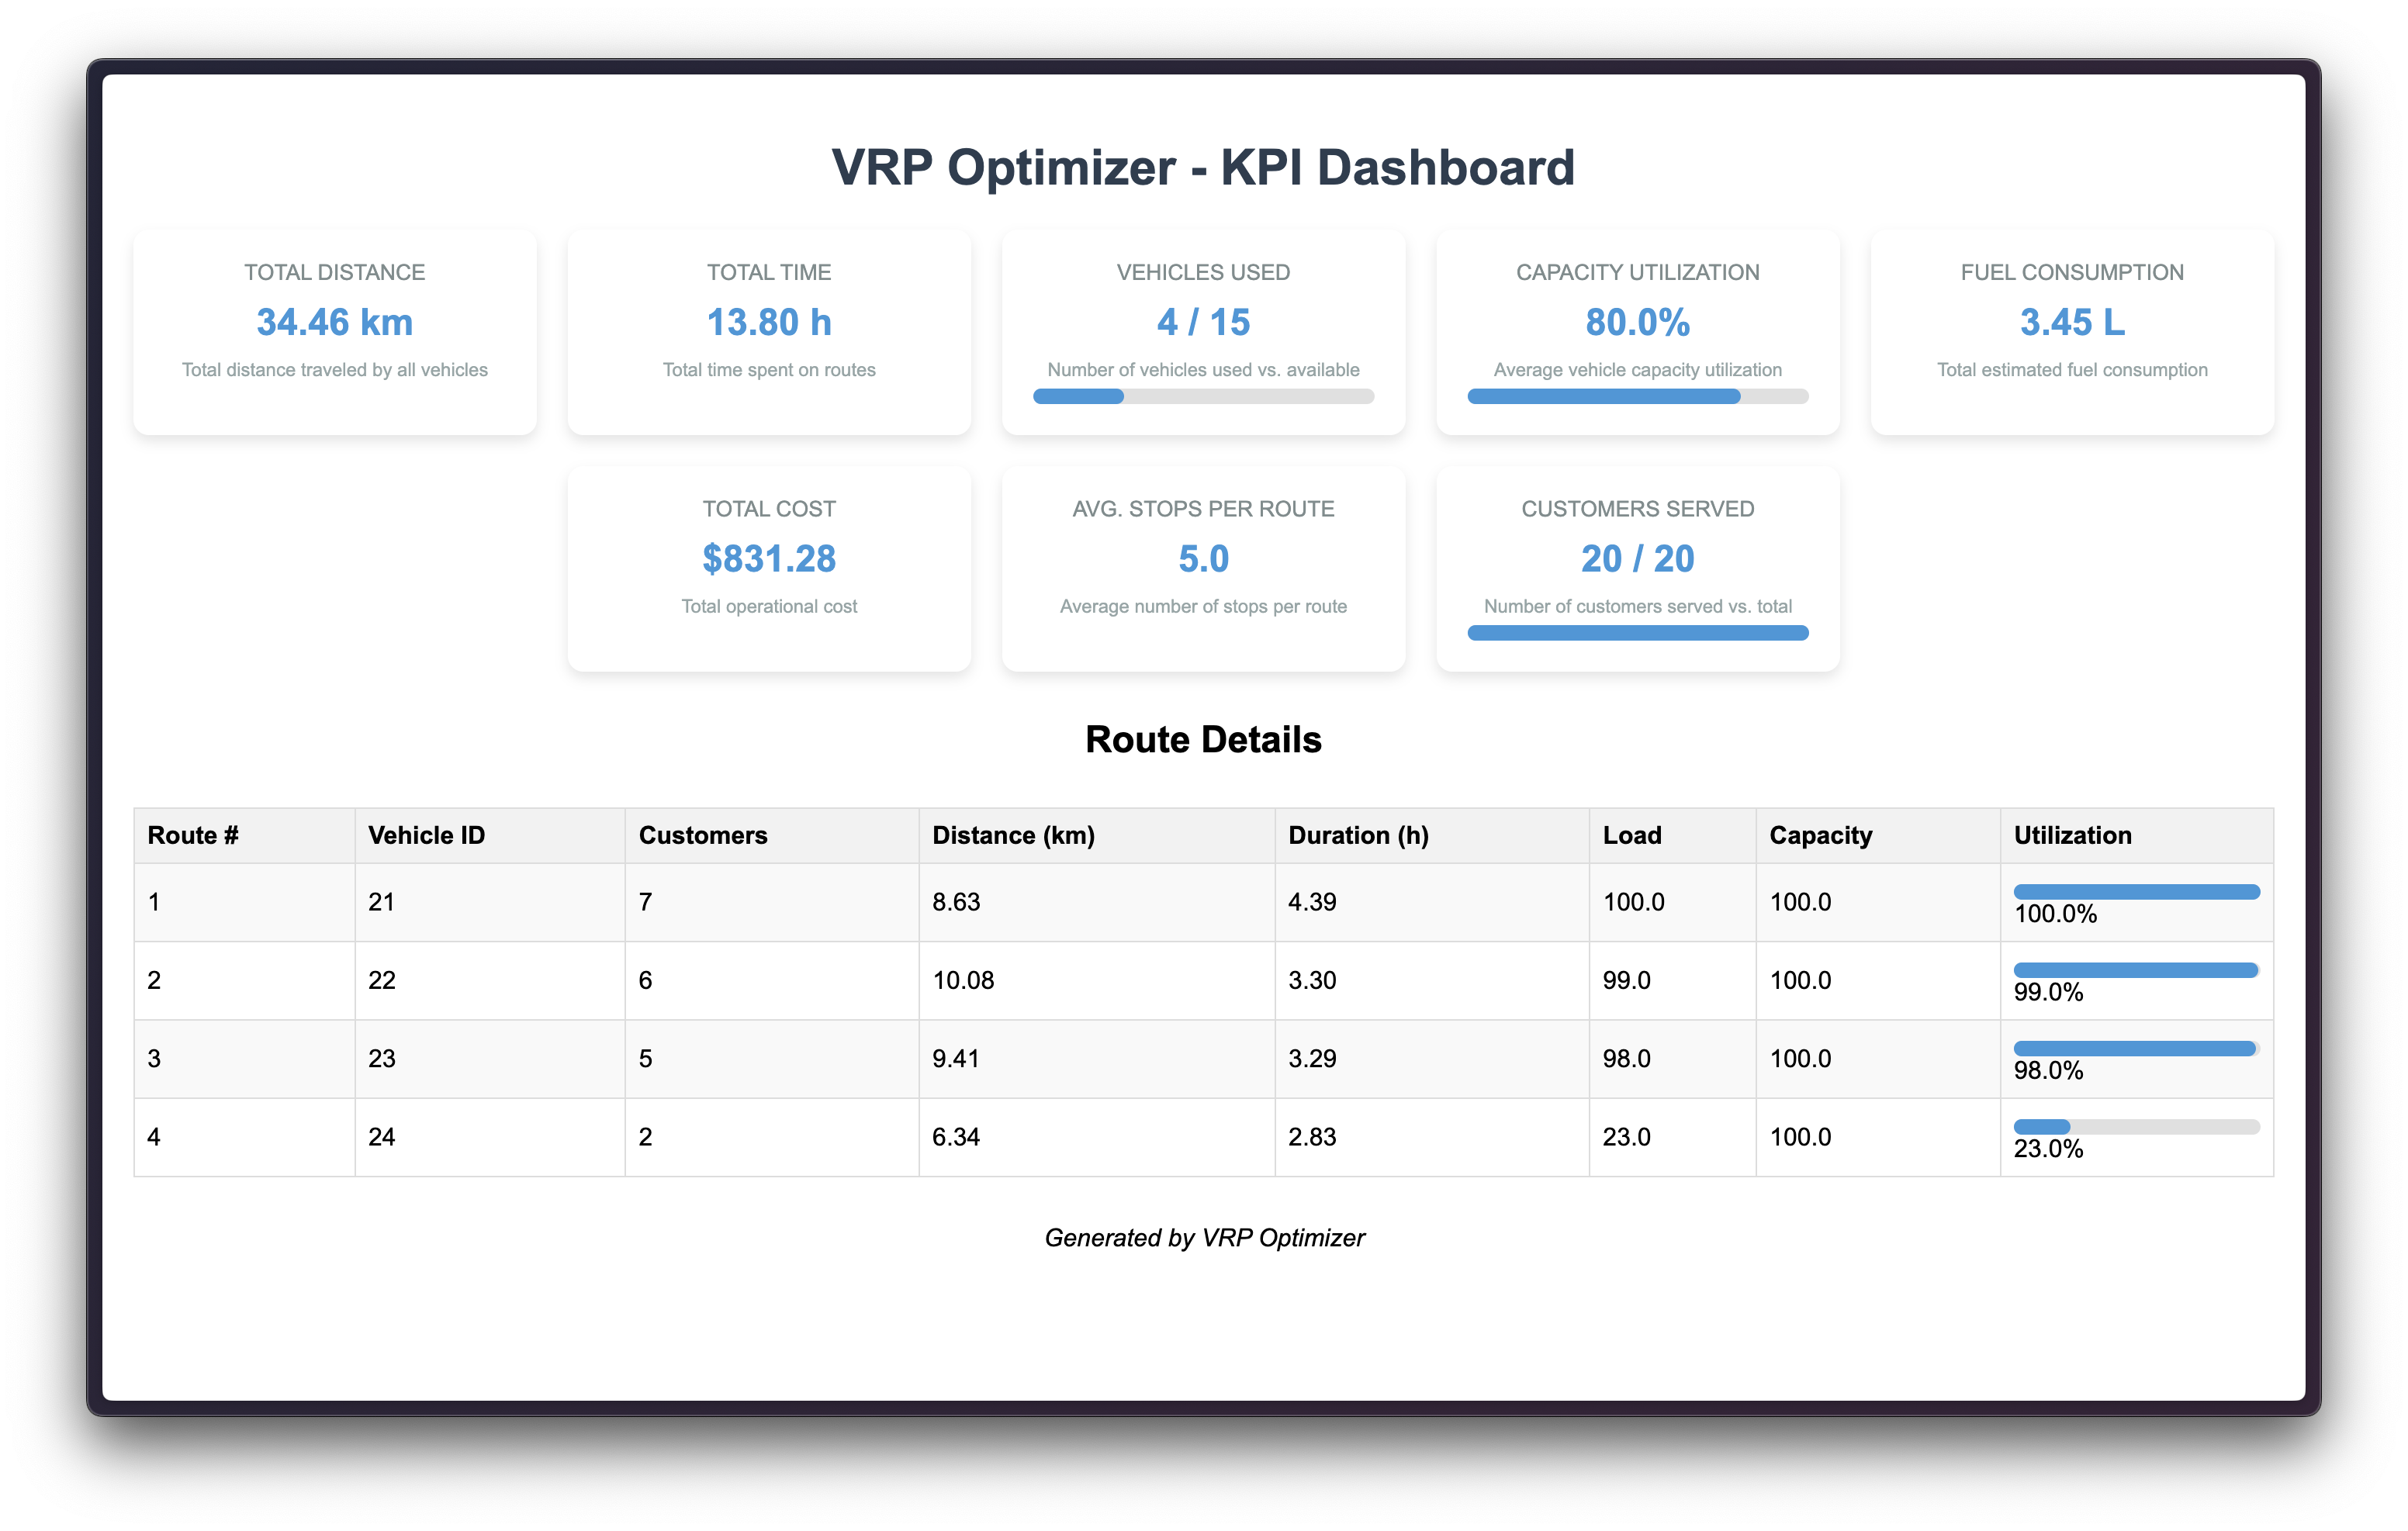 VRP Optimizer - KPI Dashboard
TOTAL DISTANCE
34.46 km
Total distance traveled by all vehicles
TOTAL TIME
13.80 h
Total time spent on routes
VEHICLES USED
4 / 15
Number of vehicles used vs. available
CAPACITY UTILIZATION
80.0%
Average vehicle capacity utilization
FUEL CONSUMPTION
3.45 L
Total estimated fuel consumption
TOTAL COST
$831.28
Total operational cost
AVG. STOPS PER ROUTE
5.0
Average number of stops per route
CUSTOMERS SERVED
20 / 20
Number of customers served vs. total
Route Details
Route # Vehicle ID Customers Distance (km) Duration (h) Load Capacity Utilization
1 21 7 8.63 4.39 100.0 100.0 100.0%
2 22 6 10.08 3.30 99.0 100.0 99.0%
3 23 5 9.41 3.29 98.0 100.0 98.0%
4 24 2 6.34 2.83 23.0 100.0 23.0%
Generated by VRP Optimizer